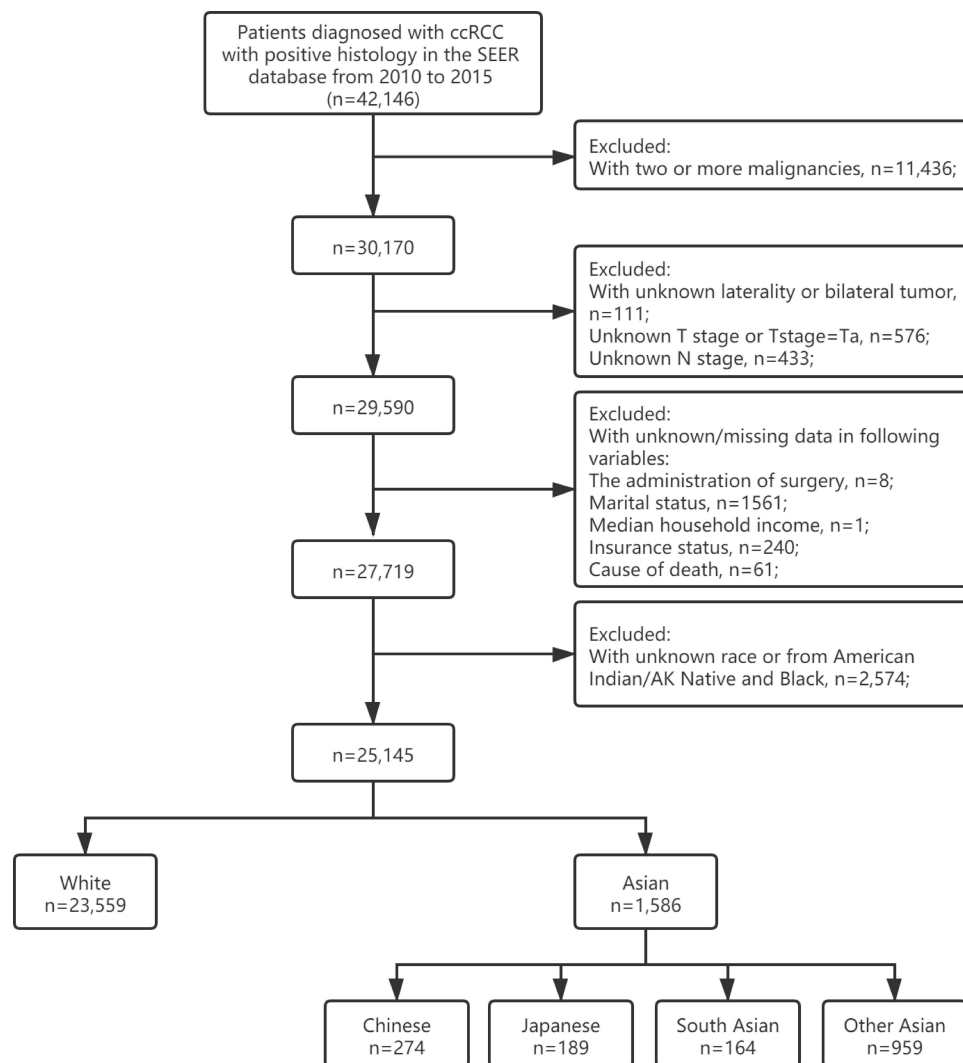 Patients diagnosed with ccRCC
with positive histology in the SEER
database from 2010 to 2015
(n=42,146)
Excluded:
With two or more malignancies, n=11,436;
n=30,170
Excluded:
With unknown laterality or bilateral tumor,
n=111;
Unknown T stage or Tstage=Ta, n=576;
Unknown N stage, n=433;
n=29,590
Excluded:
With unknown/missing data in following
variables:
The administration of surgery, n=8;
Marital status, n=1561;
Median household income, n=1;
Insurance status, n=240;
Cause of death, n=61;
n=27,719
Excluded:
With unknown race or from American
Indian/AK Native and Black, n=2,574;
n=25,145
White
n=23,559
Asian
n=1,586
Chinese
n=274
Japanese
n=189
South Asian
n=164
Other Asian
n=959